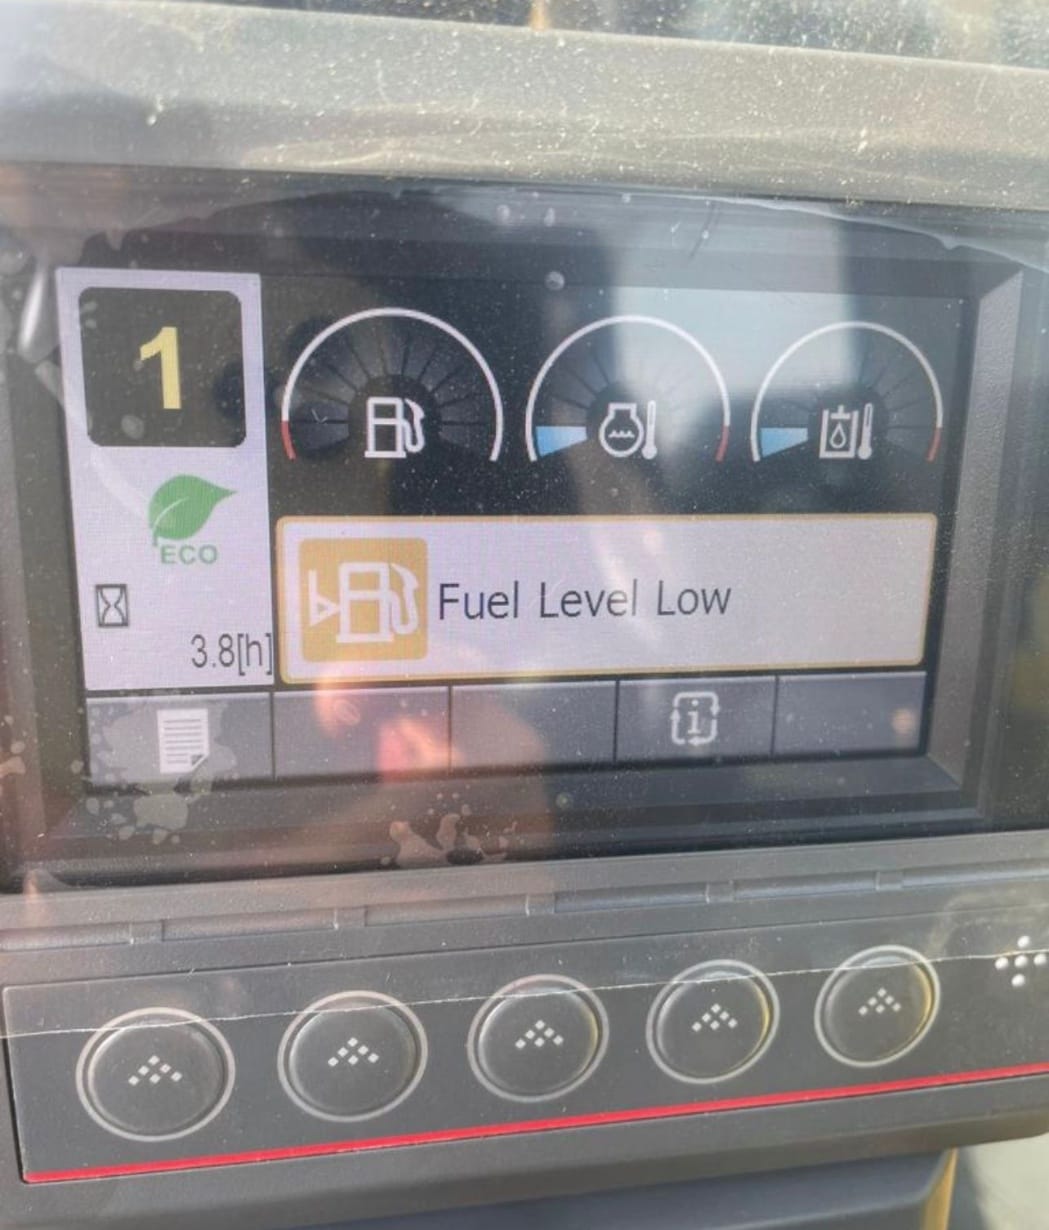 1
ECO
3.8[h]
Fuel Level Low
i